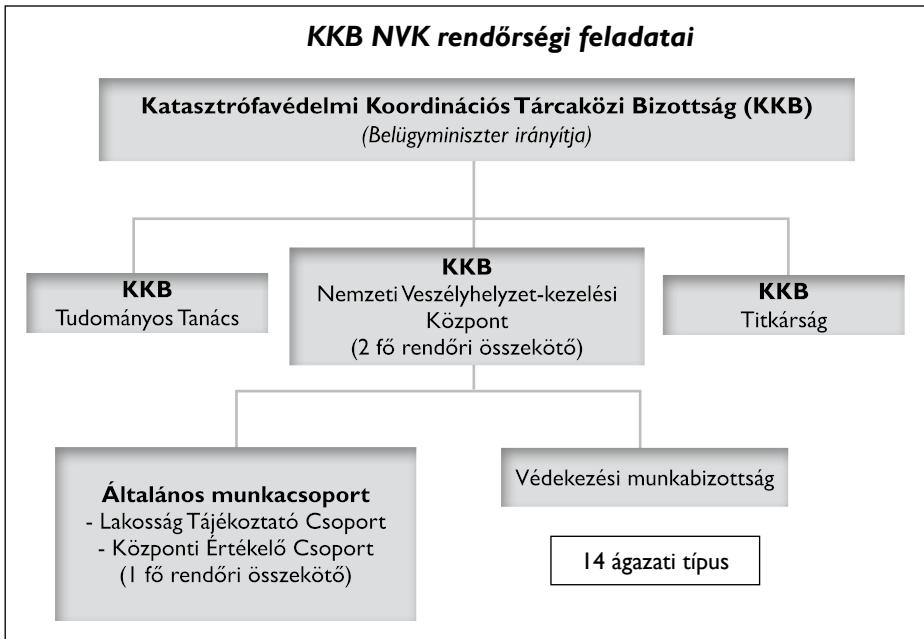 KKB NVK rendőrségi feladatai
Katasztrófavédelmi Koordinációs Tárcaközi Bizottság (KKB)
(Belügyminiszter irányítja)
KKB
Tudományos Tanács
KKB
Nemzeti Veszélyhelyzet-kezelési
Központ
(2 fő rendőri összekötő)
KKB
Titkárság
Általános munkacsoport
- Lakosság Tájékoztató Csoport
- Központi Értékelő Csoport
(1 fő rendőri összekötő)
Védekezési munkabizottság
14 ágazati típus